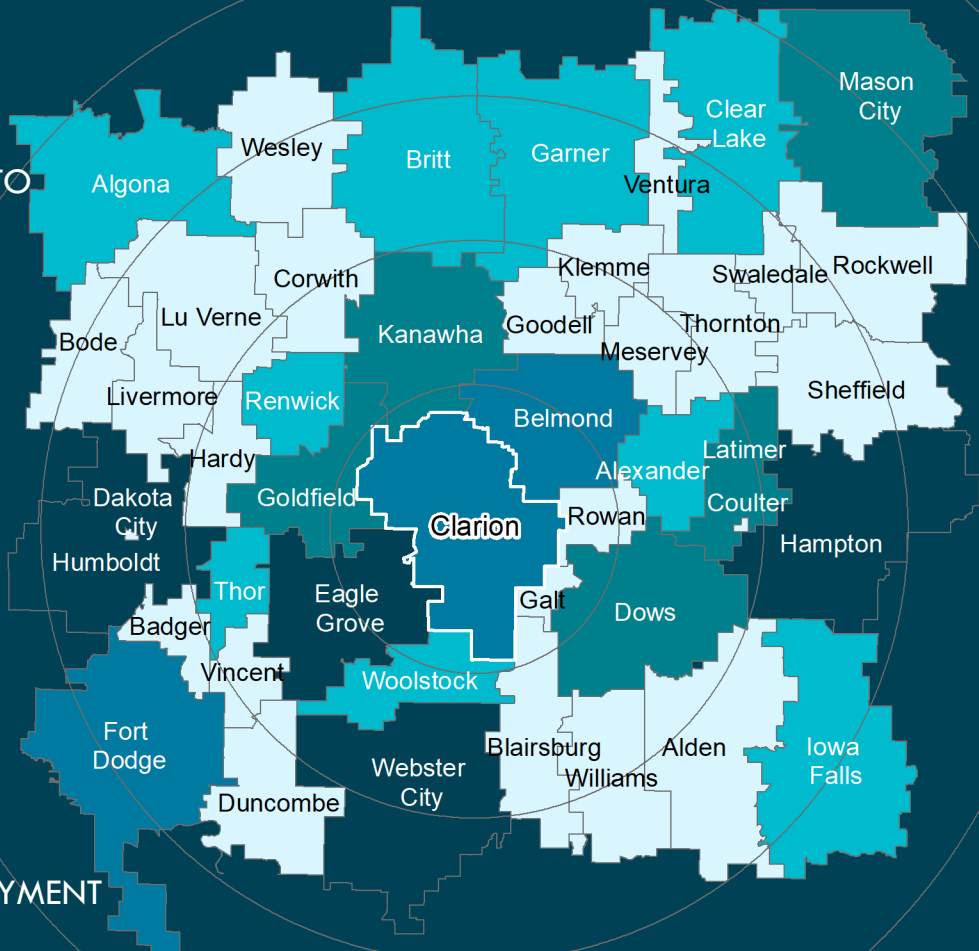 Mason
City
Clear
Lake
Wesley
Britt
Garner
TO
Algona
Ventura
Corwith
Klemme
Swaledale
Rockwell
Lu Verne
Kanawha
Goodell
Thornton
Bode
Meservey
Livermore
Renwick
Sheffield
Belmond
Hardy
Latimer
Alexander
Dakota
City
Goldfield
Coulter
Clarion
Rowan
Humboldt
Hampton
Thor
Eagle
Grove
Galt
Dows
Badger
Vincent
Woolstock
Fort
Dodge
Blairsburg
Alden
Iowa
Falls
Webster
City
Williams
Duncombe
YMENT